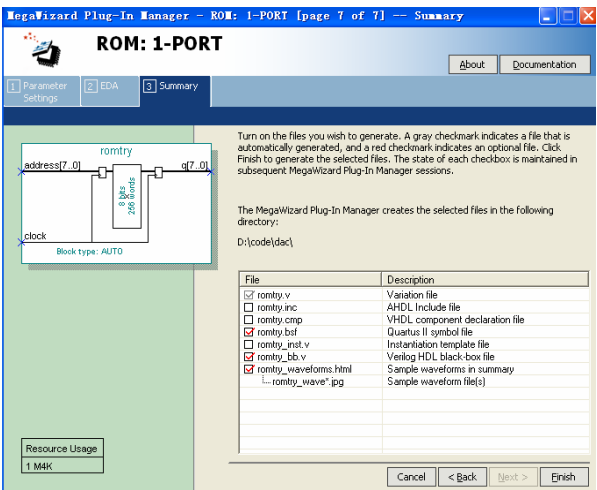 MegaWizard Plug-In Manager - ROM: 1-PORT [page 7 of 7] -- Summary
ROM: 1-PORT
About
Documentation
1 Parameter Settings
2 EDA
3 Summary
romtry
address[7..0]
q[7..0]
8 bits
256 Words
clock
Block type: AUTO
Turn on the files you wish to generate. A gray checkmark indicates a file that is
automatically generated, and a red checkmark indicates an optional file. Click
Finish to generate the selected files. The state of each checkbox is maintained in
subsequent MegaWizard Plug-In Manager sessions.
The MegaWizard Plug-In Manager creates the selected files in the following
directory:
D:\code\dac\
File Description
romtry.v Variation file
romtry.inc AHDL Include file
romtry.cmp VHDL component declaration file
romtry.bsf Quartus II symbol file
romtry_inst.v Instantiation template file
romtry_bb.v Verilog HDL black-box file
romtry_waveforms.html Sample waveforms in summary
romtry_wave*.jpg Sample waveform file(s)
Resource Usage
1 M4K
Cancel
< Back
Next >
Finish